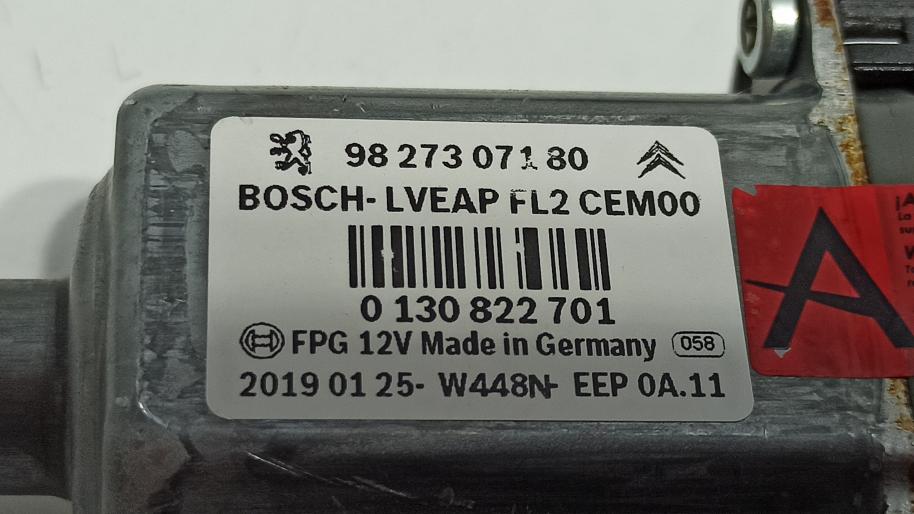 98 273 071 80
BOSCH- LVEAP FL2 CEM00
0 130 822 701
FPG 12V Made in Germany 058
2019 01 25- W448N- EEP 0A.11
A
¡A
La